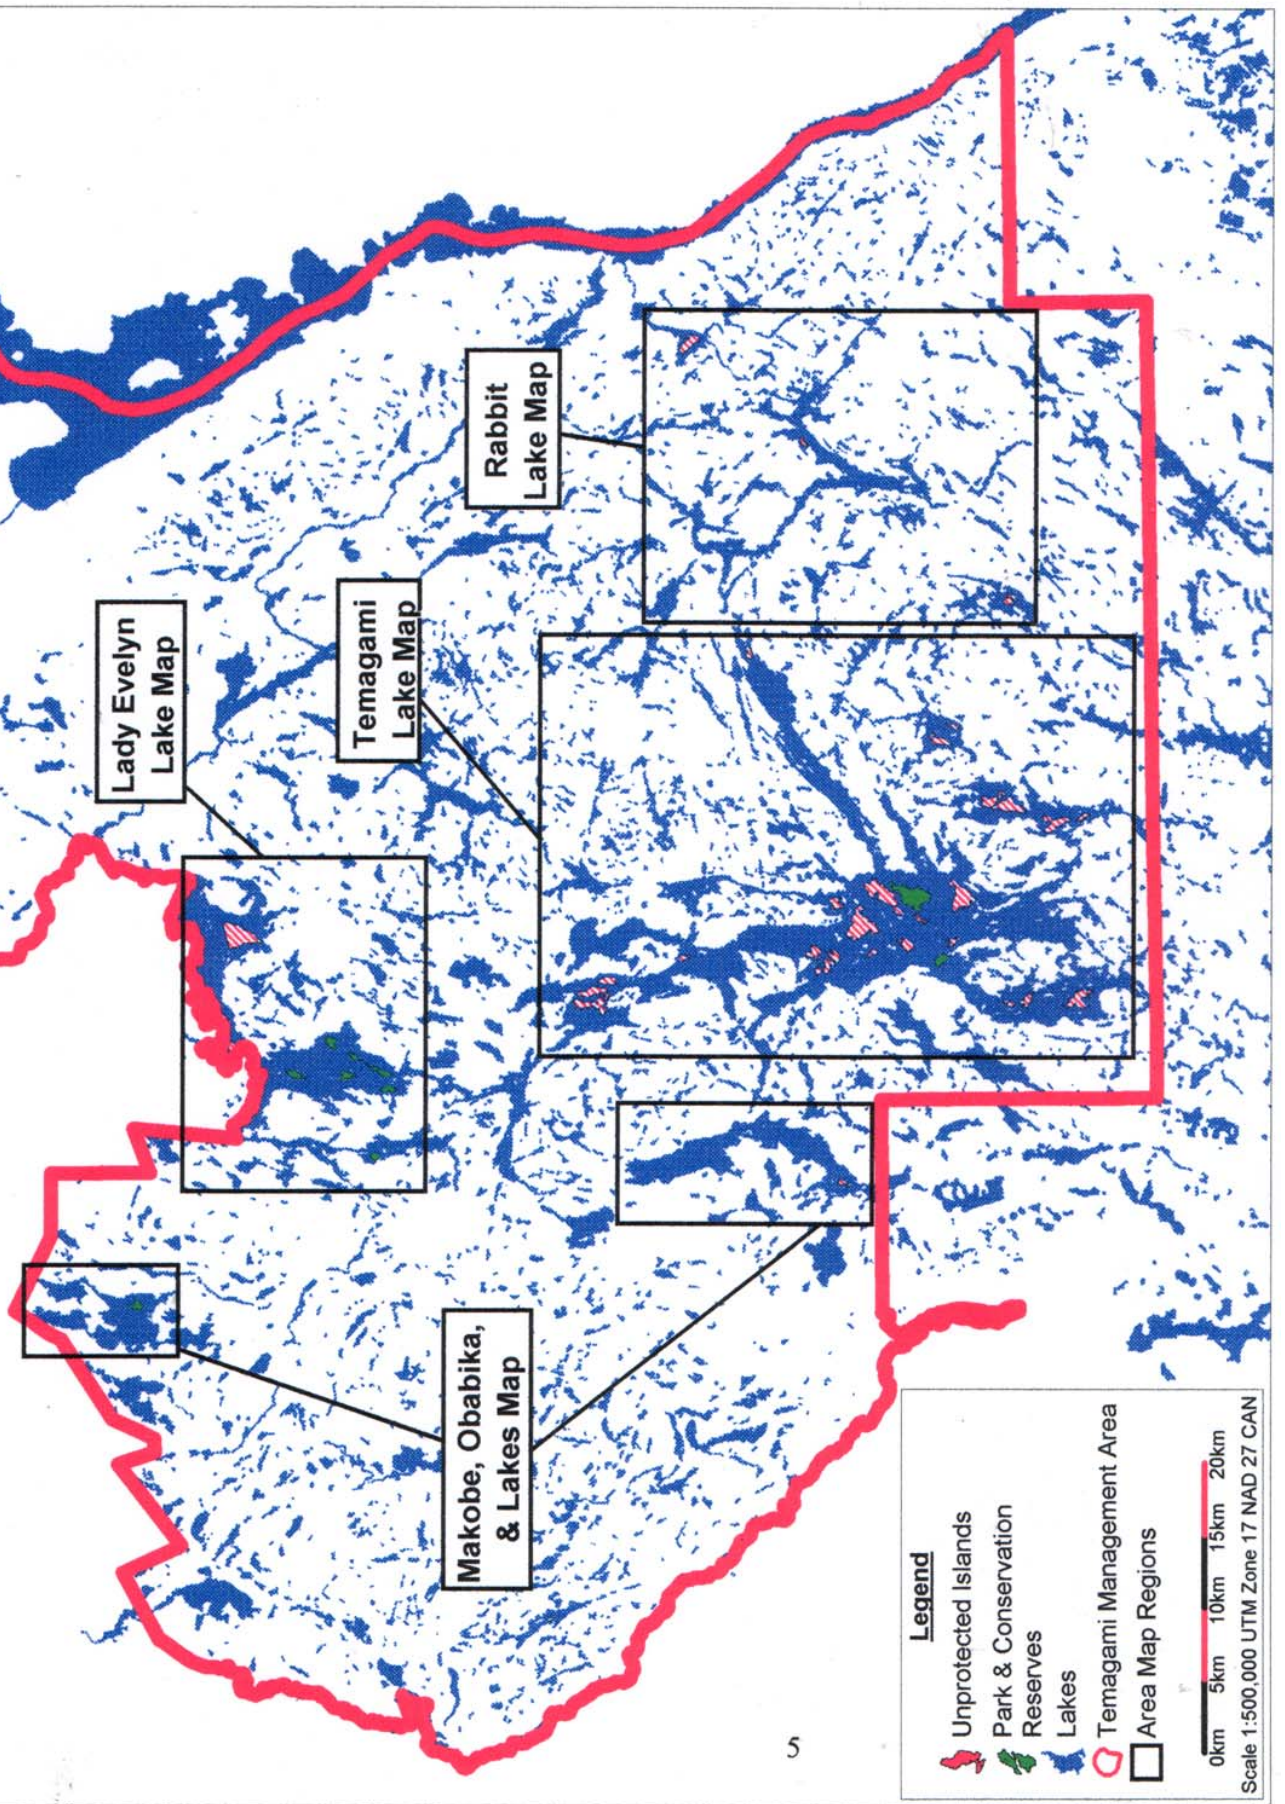 Lady Evelyn
Lake Map
Temagami
Lake Map
Rabbit
Lake Map
Makobe, Obabika,
& Lakes Map
Legend
Unprotected Islands
Park & Conservation
Reserves
Lakes
Temagami Management Area
Area Map Regions
0km 5km 10km 15km 20km
Scale 1:500,000 UTM Zone 17 NAD 27 CAN
5